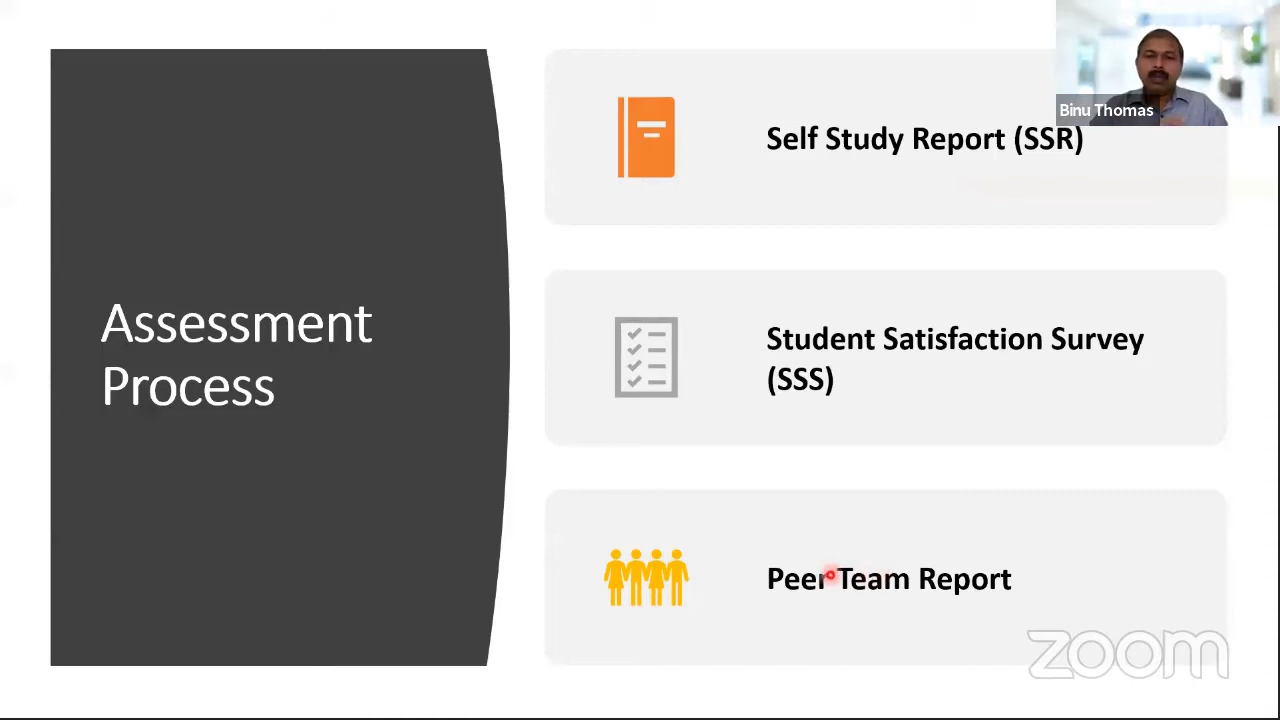 Binu Thomas
Self Study Report (SSR)
Assessment
Process
Student Satisfaction Survey
(SSS)
Peer Team Report
zoom